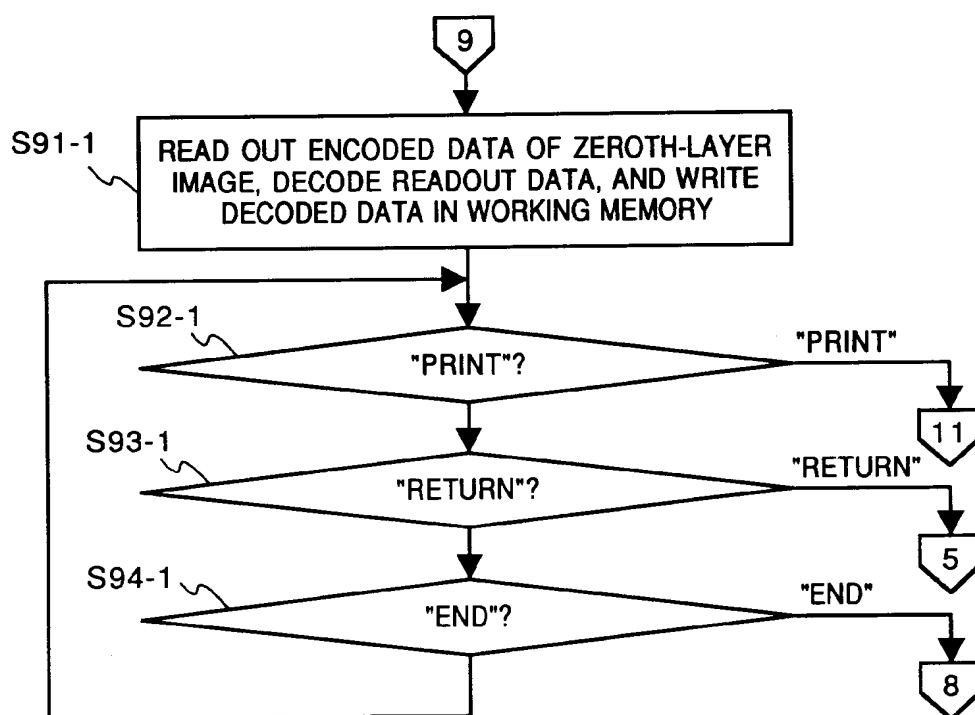 9
S91-1
READ OUT ENCODED DATA OF ZEROTH-LAYER
IMAGE, DECODE READOUT DATA, AND WRITE
DECODED DATA IN WORKING MEMORY
S92-1
"PRINT"?
"PRINT"
11
S93-1
"RETURN"?
"RETURN"
5
S94-1
"END"?
"END"
8